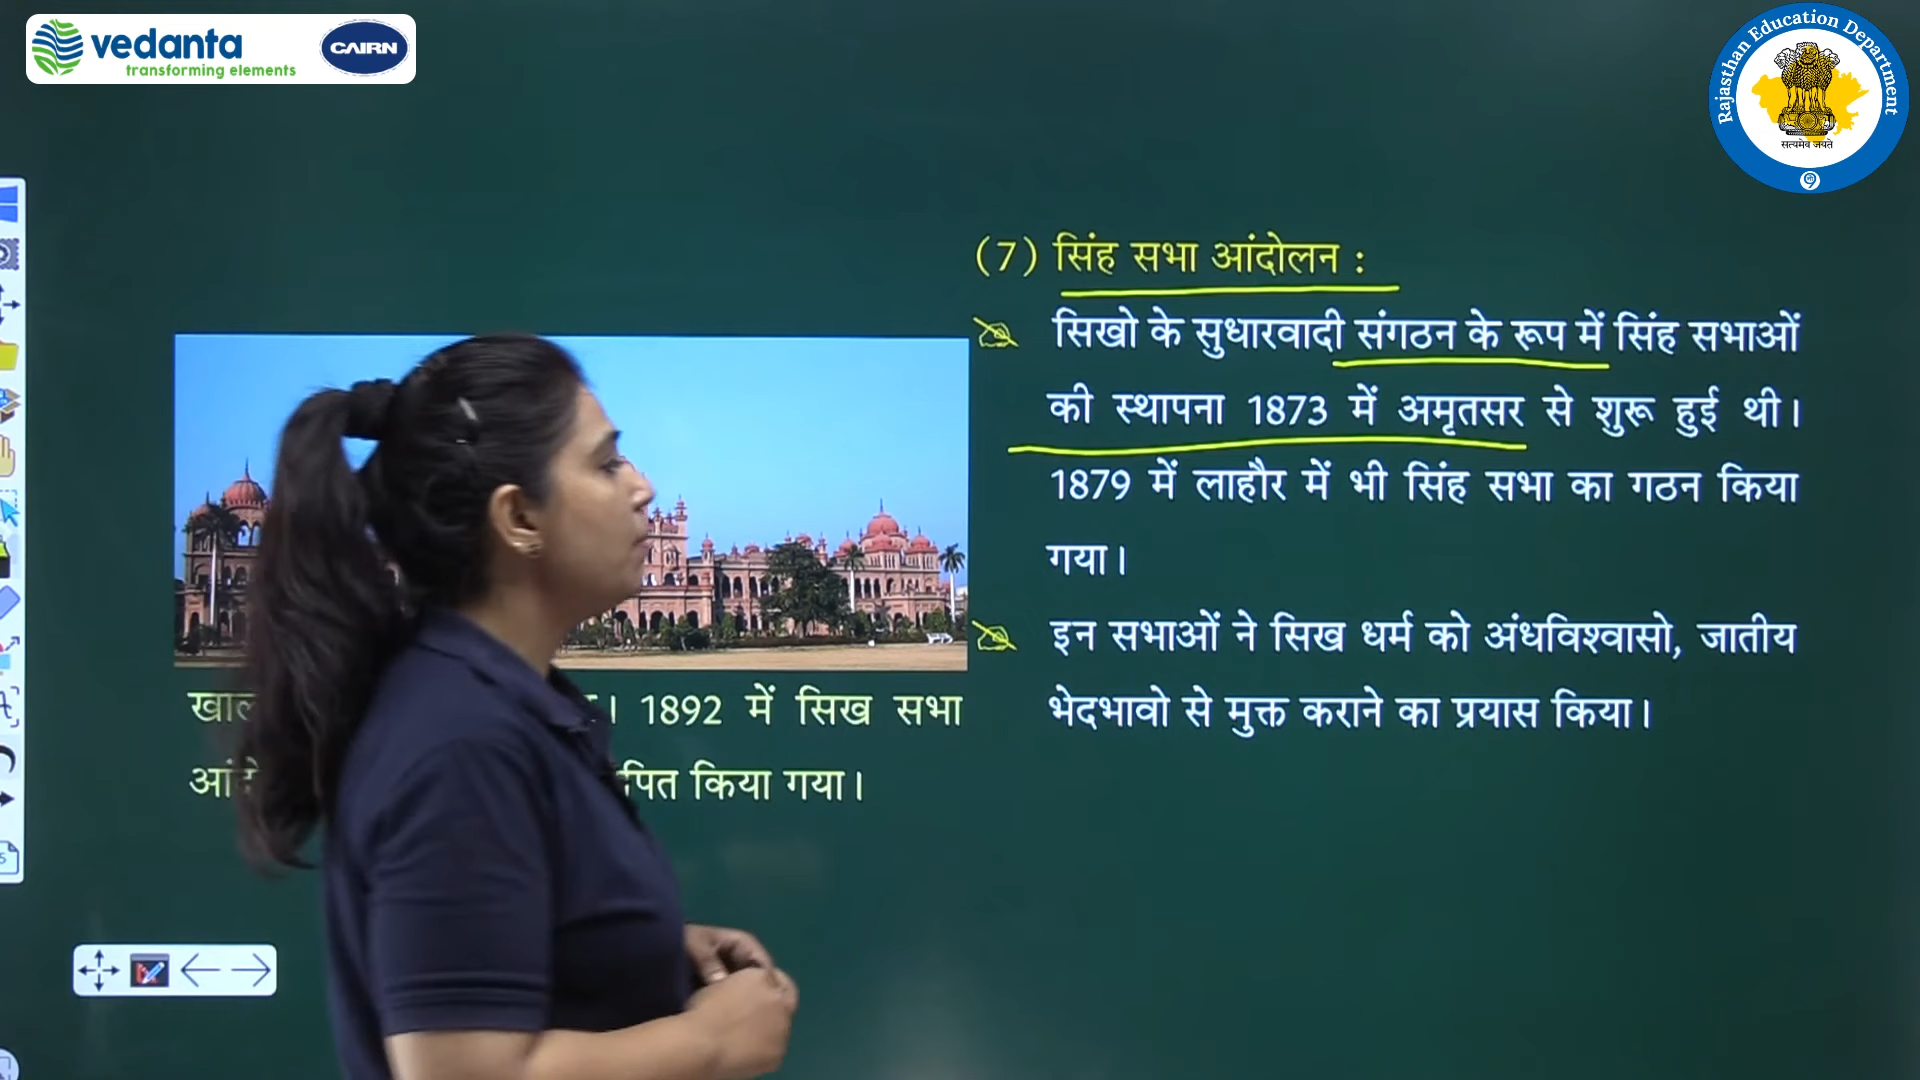 vedanta
transforming elements
CAIRN
Rajasthan Education Department
सत्यमेव जयते
(7) सिंह सभा आंदोलन :
सिखो के सुधारवादी संगठन के रूप में सिंह सभाओं
की स्थापना 1873 में अमृतसर से शुरू हुई थी।
1879 में लाहौर में भी सिंह सभा का गठन किया
गया।
इन सभाओं ने सिख धर्म को अंधविश्वासो, जातीय
भेदभावो से मुक्त कराने का प्रयास किया।
। 1892 में सिख सभा
किया गया।